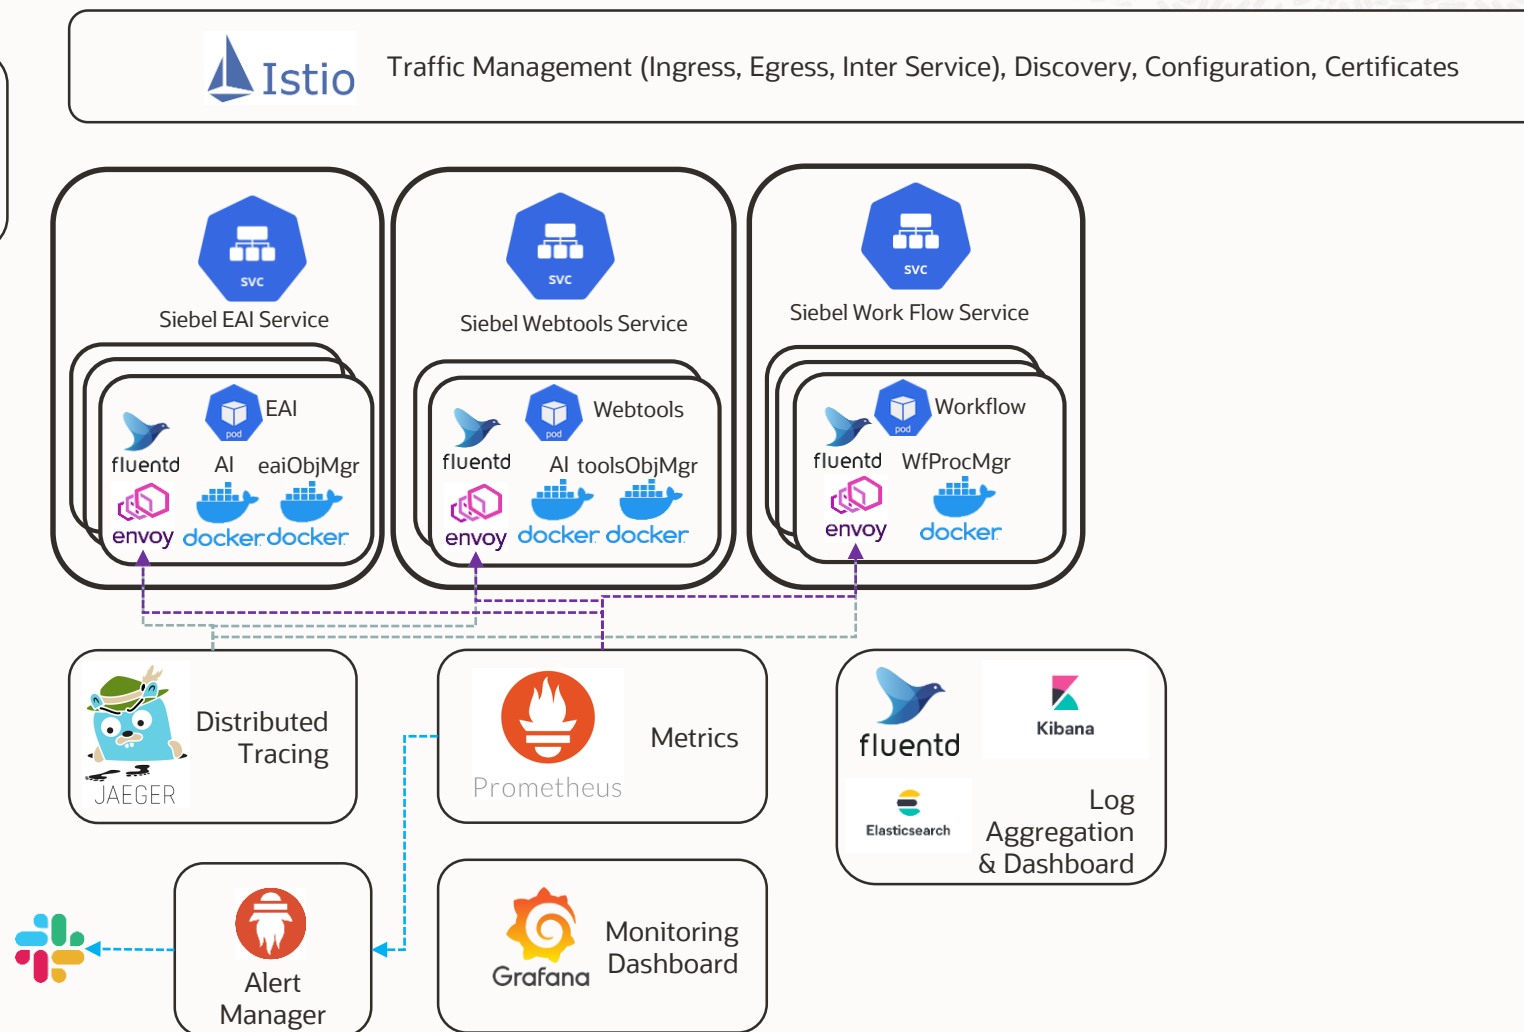 Istio
Traffic Management (Ingress, Egress, Inter Service), Discovery, Configuration, Certificates
svc
Siebel EAI Service
pod
EAI
fluentd
AI
eaiObjMgr
envoy
docker
docker
svc
Siebel Webtools Service
pod
Webtools
fluentd
AI
toolsObjMgr
envoy
docker
docker
svc
Siebel Work Flow Service
pod
Workflow
fluentd
WfProcMgr
envoy
docker
JAEGER
Distributed
Tracing
Prometheus
Metrics
fluentd
Kibana
Elasticsearch
Log
Aggregation
& Dashboard
Alert
Manager
Grafana
Monitoring
Dashboard